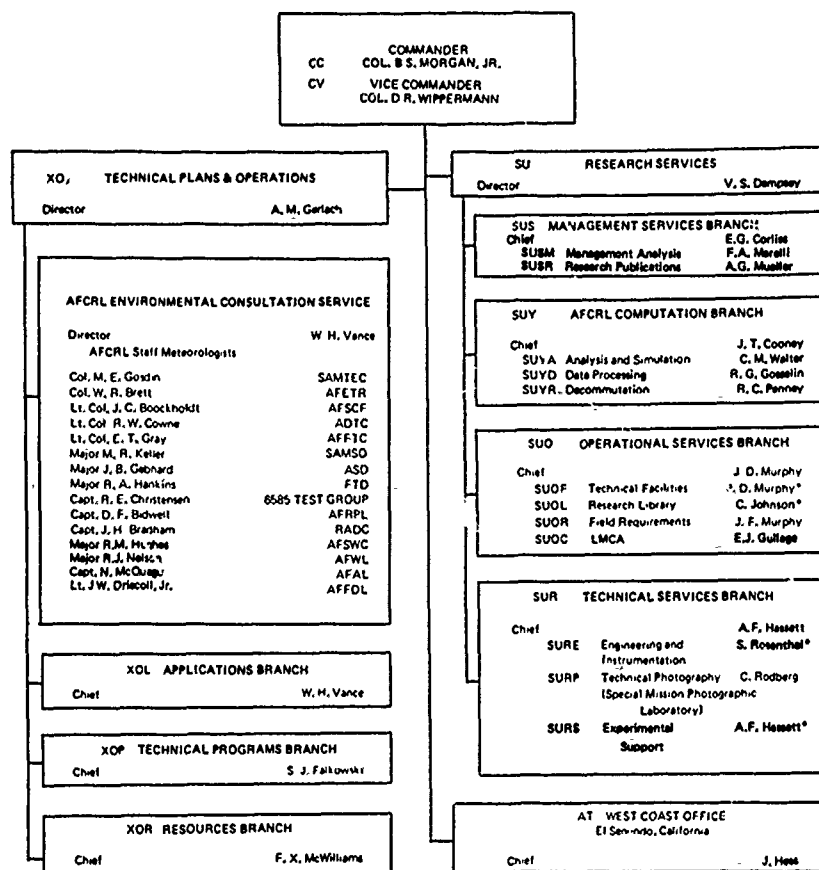 COMMANDER
CC COL. B S. MORGAN, JR.
CV VICE COMMANDER
COL. D R. WIPPERMANN
XO, TECHNICAL PLANS & OPERATIONS
Director A. M. Gerlach
AFCRL ENVIRONMENTAL CONSULTATION SERVICE
Director W H. Vance
AFCRL Staff Meteorologists
Col. M. E. Gosdin SAMTEC
Col. W. R. Brett AFETR
Lt. Col. J. C. Boockholdt AFSCF
Lt. Col R. W. Cowne ADTC
Lt. Col. E. T. Gray AFFTC
Major M. R. Keller SAMSO
Major J. B. Gebhard ASD
Major R. A. Hankins FTD
Capt. R. E. Christensen 6585 TEST GROUP
Capt. D. F. Bidwell AFRPL
Capt. J. H. Brasham RADC
Major R.M. Hughes AFSWC
Major R.J. Nelson AFWL
Capt. N. AFAL
Lt. J W. Driscoll, Jr. AFFDL
XOL APPLICATIONS BRANCH
Chief W. H. Vance
XOP TECHNICAL PROGRAMS BRANCH
Chief S J. Falkowski
XOR RESOURCES BRANCH
Chief F. X. McWilliams
SU RESEARCH SERVICES
Director V. S. Dempsey
SUS MANAGEMENT SERVICES BRANCH
Chief E.G. Corliss
SUSM Management Analysis F.A. Morelli
SUSR Research Publications A.G. Mueller
SUY AFCRL COMPUTATION BRANCH
Chief J. T. Cooney
SUYA Analysis and Simulation C. M. Walter
SUYD Data Processing R. G. Gosselin
SUYR Decommutation R. C. Penney
SUO OPERATIONAL SERVICES BRANCH
Chief J. D. Murphy
SUOF Technical Facilities J. D. Murphy*
SUOL Research Library C. Johnson*
SUOR Field Requirements J. F. Murphy
SUOC LMCA E.J. Gullage
SUR TECHNICAL SERVICES BRANCH
Chief A.F. Hassett
SURE Engineering and S. Rosenthal*
Instrumentation
SURP Technical Photography C. Rodberg
(Special Mission Photographic
Laboratory)
SURS Experimental A.F. Hassett*
Support
AT WEST COAST OFFICE
El Segundo, California
Chief J. Hess